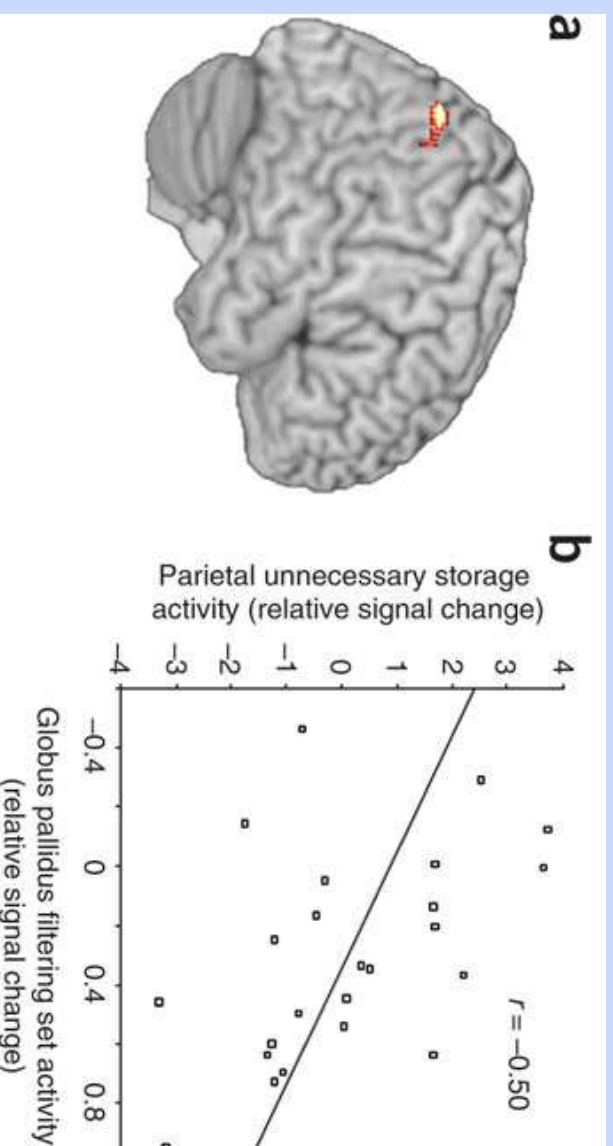 a
b
Parietal unnecessary storage
activity (relative signal change)
4
3
2
1
0
–1
–2
–3
–4
r = –0.50
–0.4
0
0.4
0.8
Globus pallidus filtering set activity
(relative signal change)